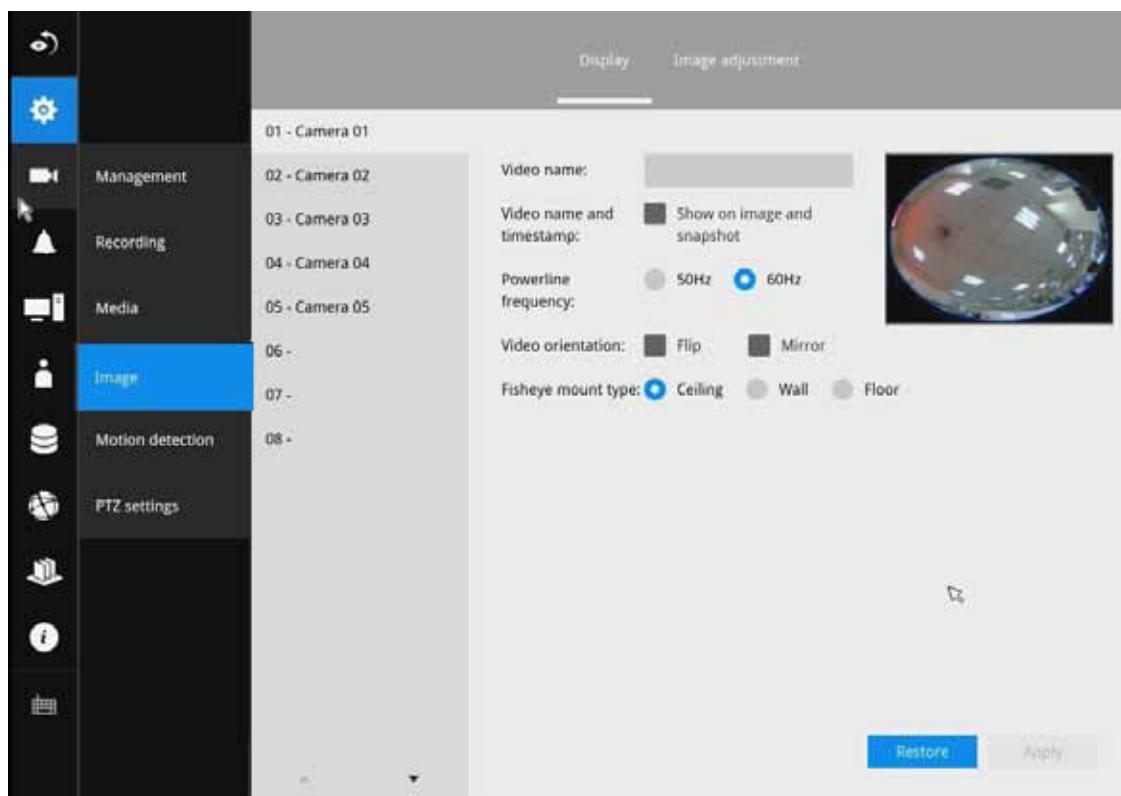 Display Image adjustment
01 - Camera 01
Management
02 - Camera 02
03 - Camera 03
Recording
04 - Camera 04
Media
05 - Camera 05
06 -
Image
07 -
Motion detection
08 -
PTZ settings
Video name:
Video name and
timestamp:
Show on image and
snapshot
Powerline
frequency:
50Hz 60Hz
Video orientation: Flip Mirror
Fisheye mount type: Ceiling Wall Floor
Restore Apply